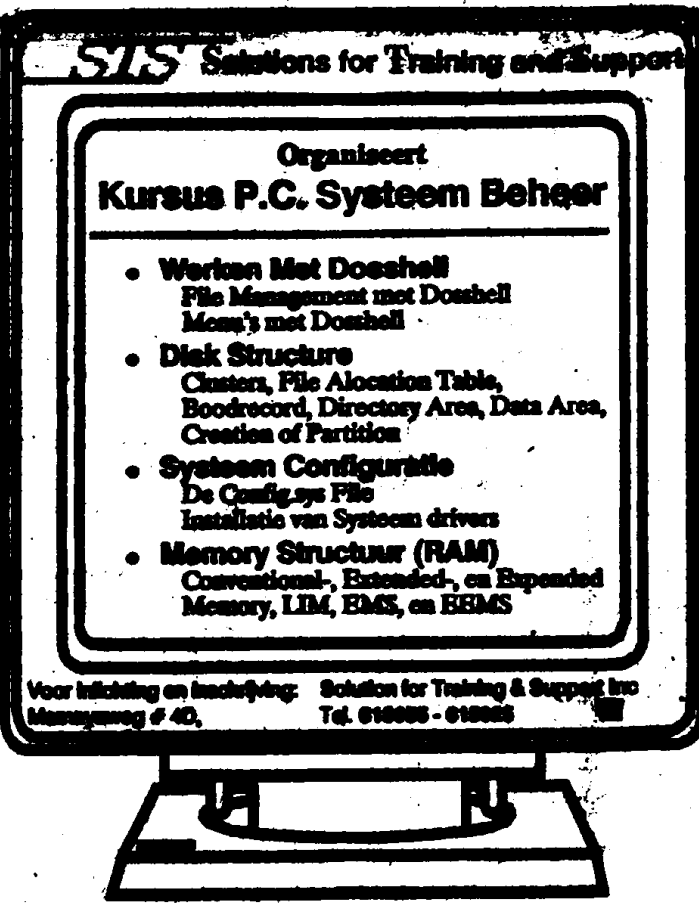 STS Solutions for Training and Support
Organiseert
Kursus P.C. Systeem Beheer
• Werken Met Dosshell
File Management met Dosshell
Menu's met Dosshell
• Disk Structure
Clusters, File Alocation Table,
Boodrecord, Directory Area, Data Area,
Creation of Partition
• Systeem Configuratie
De Config.sys File
Installatie van Systeem drivers
• Memory Structuur (RAM)
Conventional-, Extended-, en Expended
Memory, LIM, EMS, en EEMS
Voor Inlichting en Inschrijving: Solution for Training & Support Inc
# 4D, Tel.